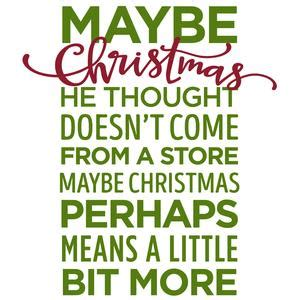 MAYBE
Christmas
HE THOUGHT
DOESN'T COME
FROM A STORE
MAYBE CHRISTMAS
PERHAPS
MEANS A LITTLE
BIT MORE